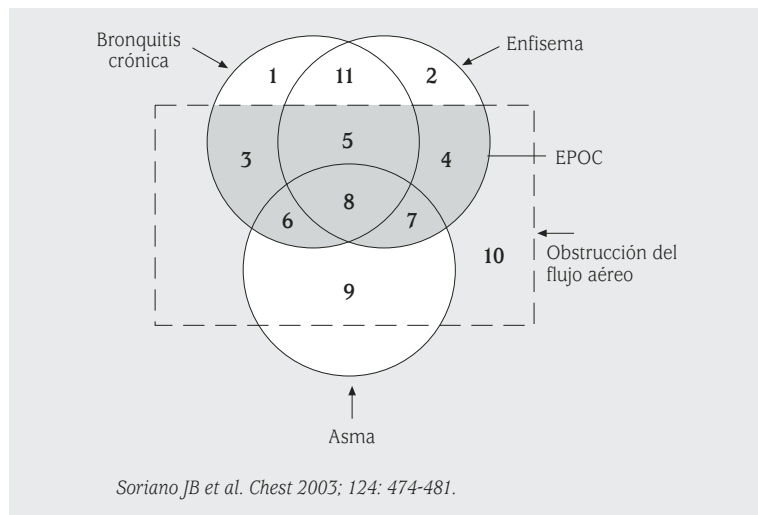 Bronquitis
crónica
Enfisema
1
11
2
3
5
4
EPOC
6
8
7
10
Obstrucción del
flujo aéreo
9
Asma
Soriano JB et al. Chest 2003; 124: 474-481.